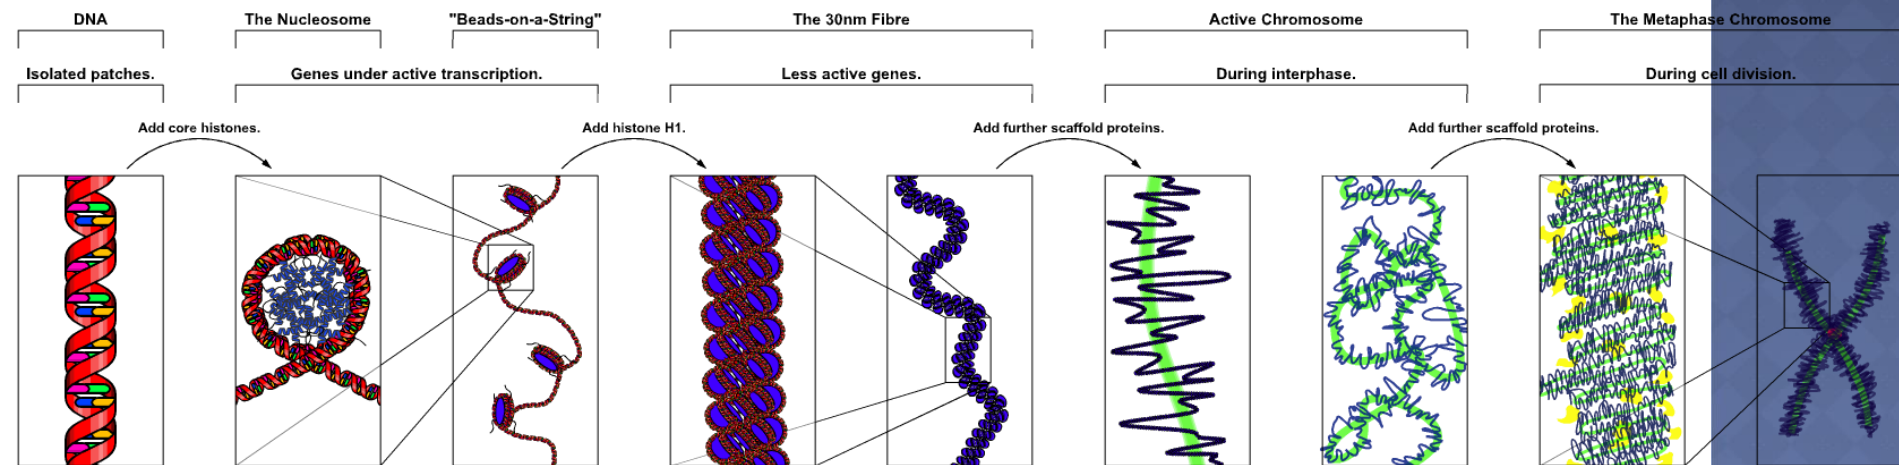 DNA
The Nucleosome
"Beads-on-a-String"
The 30nm Fibre
Active Chromosome
The Metaphase Chromosome
Isolated patches.
Genes under active transcription.
Less active genes.
During interphase.
During cell division.
Add core histones.
Add histone H1.
Add further scaffold proteins.
Add further scaffold proteins.